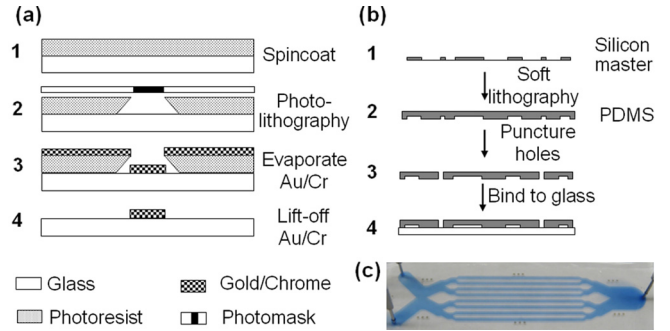 (a)
1 Spincoat
2 Photo-
lithography
3 Evaporate
Au/Cr
4 Lift-off
Au/Cr
Glass
Gold/Chrome
Photoresist
Photomask
(b)
1 Silicon
master
Soft
lithography
2 PDMS
Puncture
holes
3
Bind to glass
4
(c)